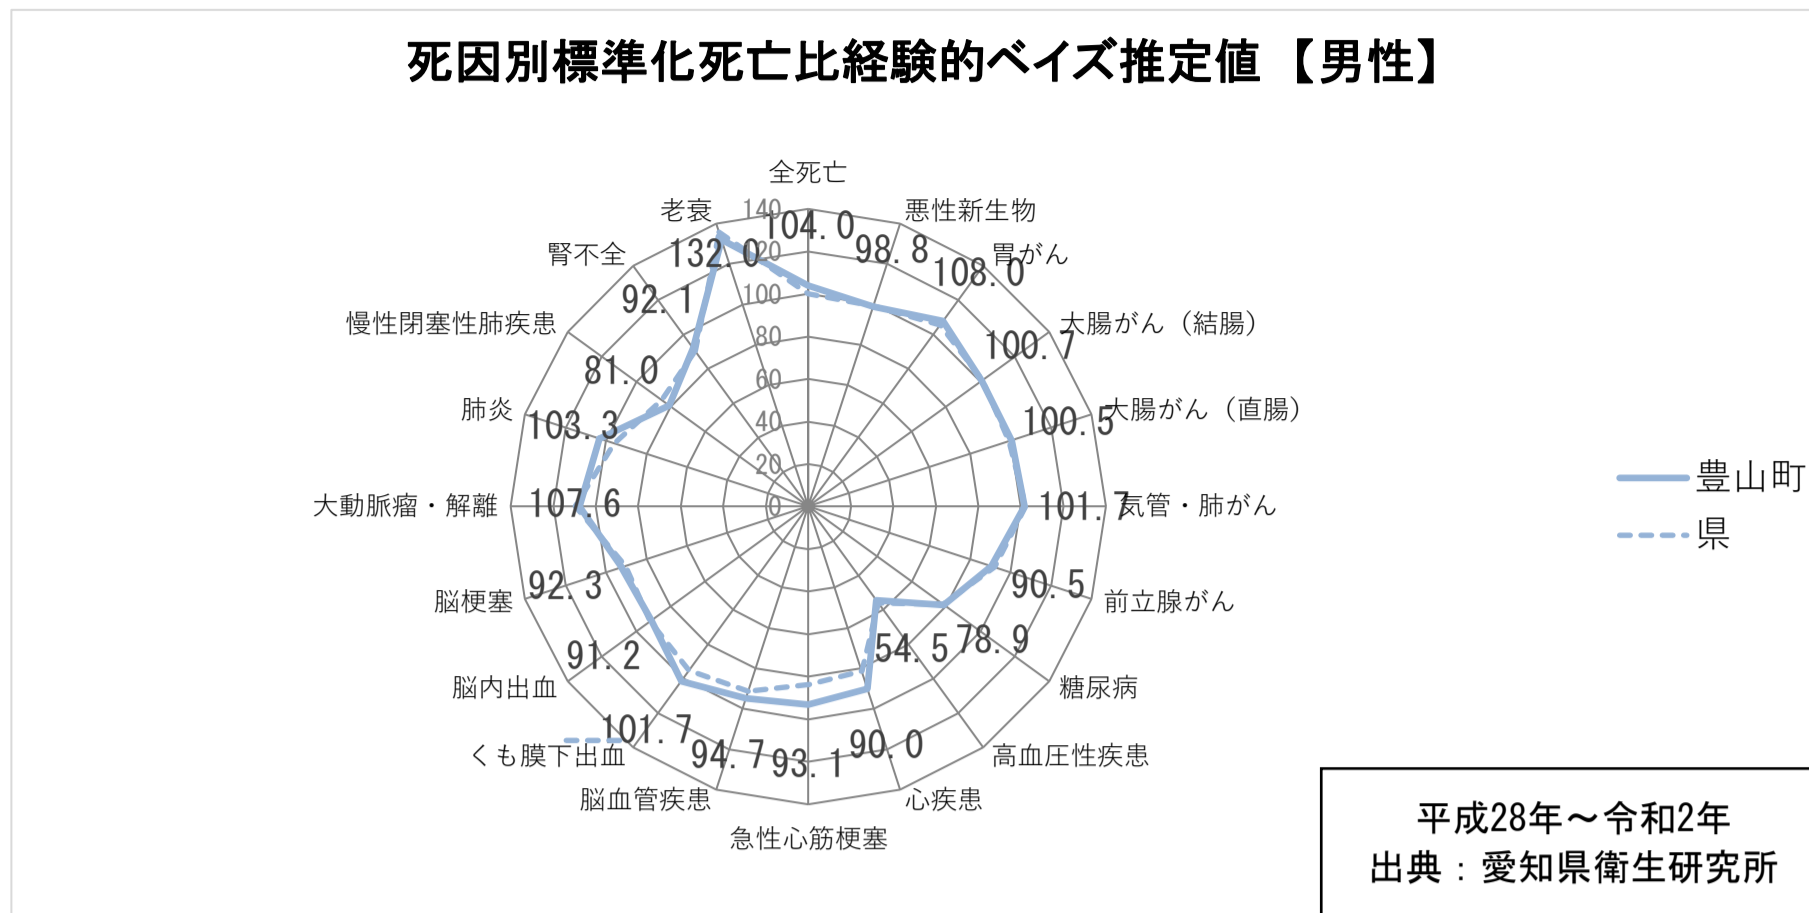 死因別標準化死亡比経験的ベイズ推定値【男性】
全死亡
悪性新生物
胃がん
大腸がん（結腸）
大腸がん（直腸）
気管・肺がん
前立腺がん
糖尿病
高血圧性疾患
心疾患
急性心筋梗塞
脳血管疾患
くも膜下出血
脳内出血
脳梗塞
大動脈瘤・解離
肺炎
慢性閉塞性肺疾患
腎不全
老衰
104.0
98.8
108.0
100.7
100.5
101.7
90.5
78.9
54.5
90.0
93.1
94.7
101.7
91.2
92.3
107.6
103.3
81.0
92.1
132.0
140
20
100
80
60
40
20
0
豊山町
県
平成28年～令和2年
出典：愛知県衛生研究所